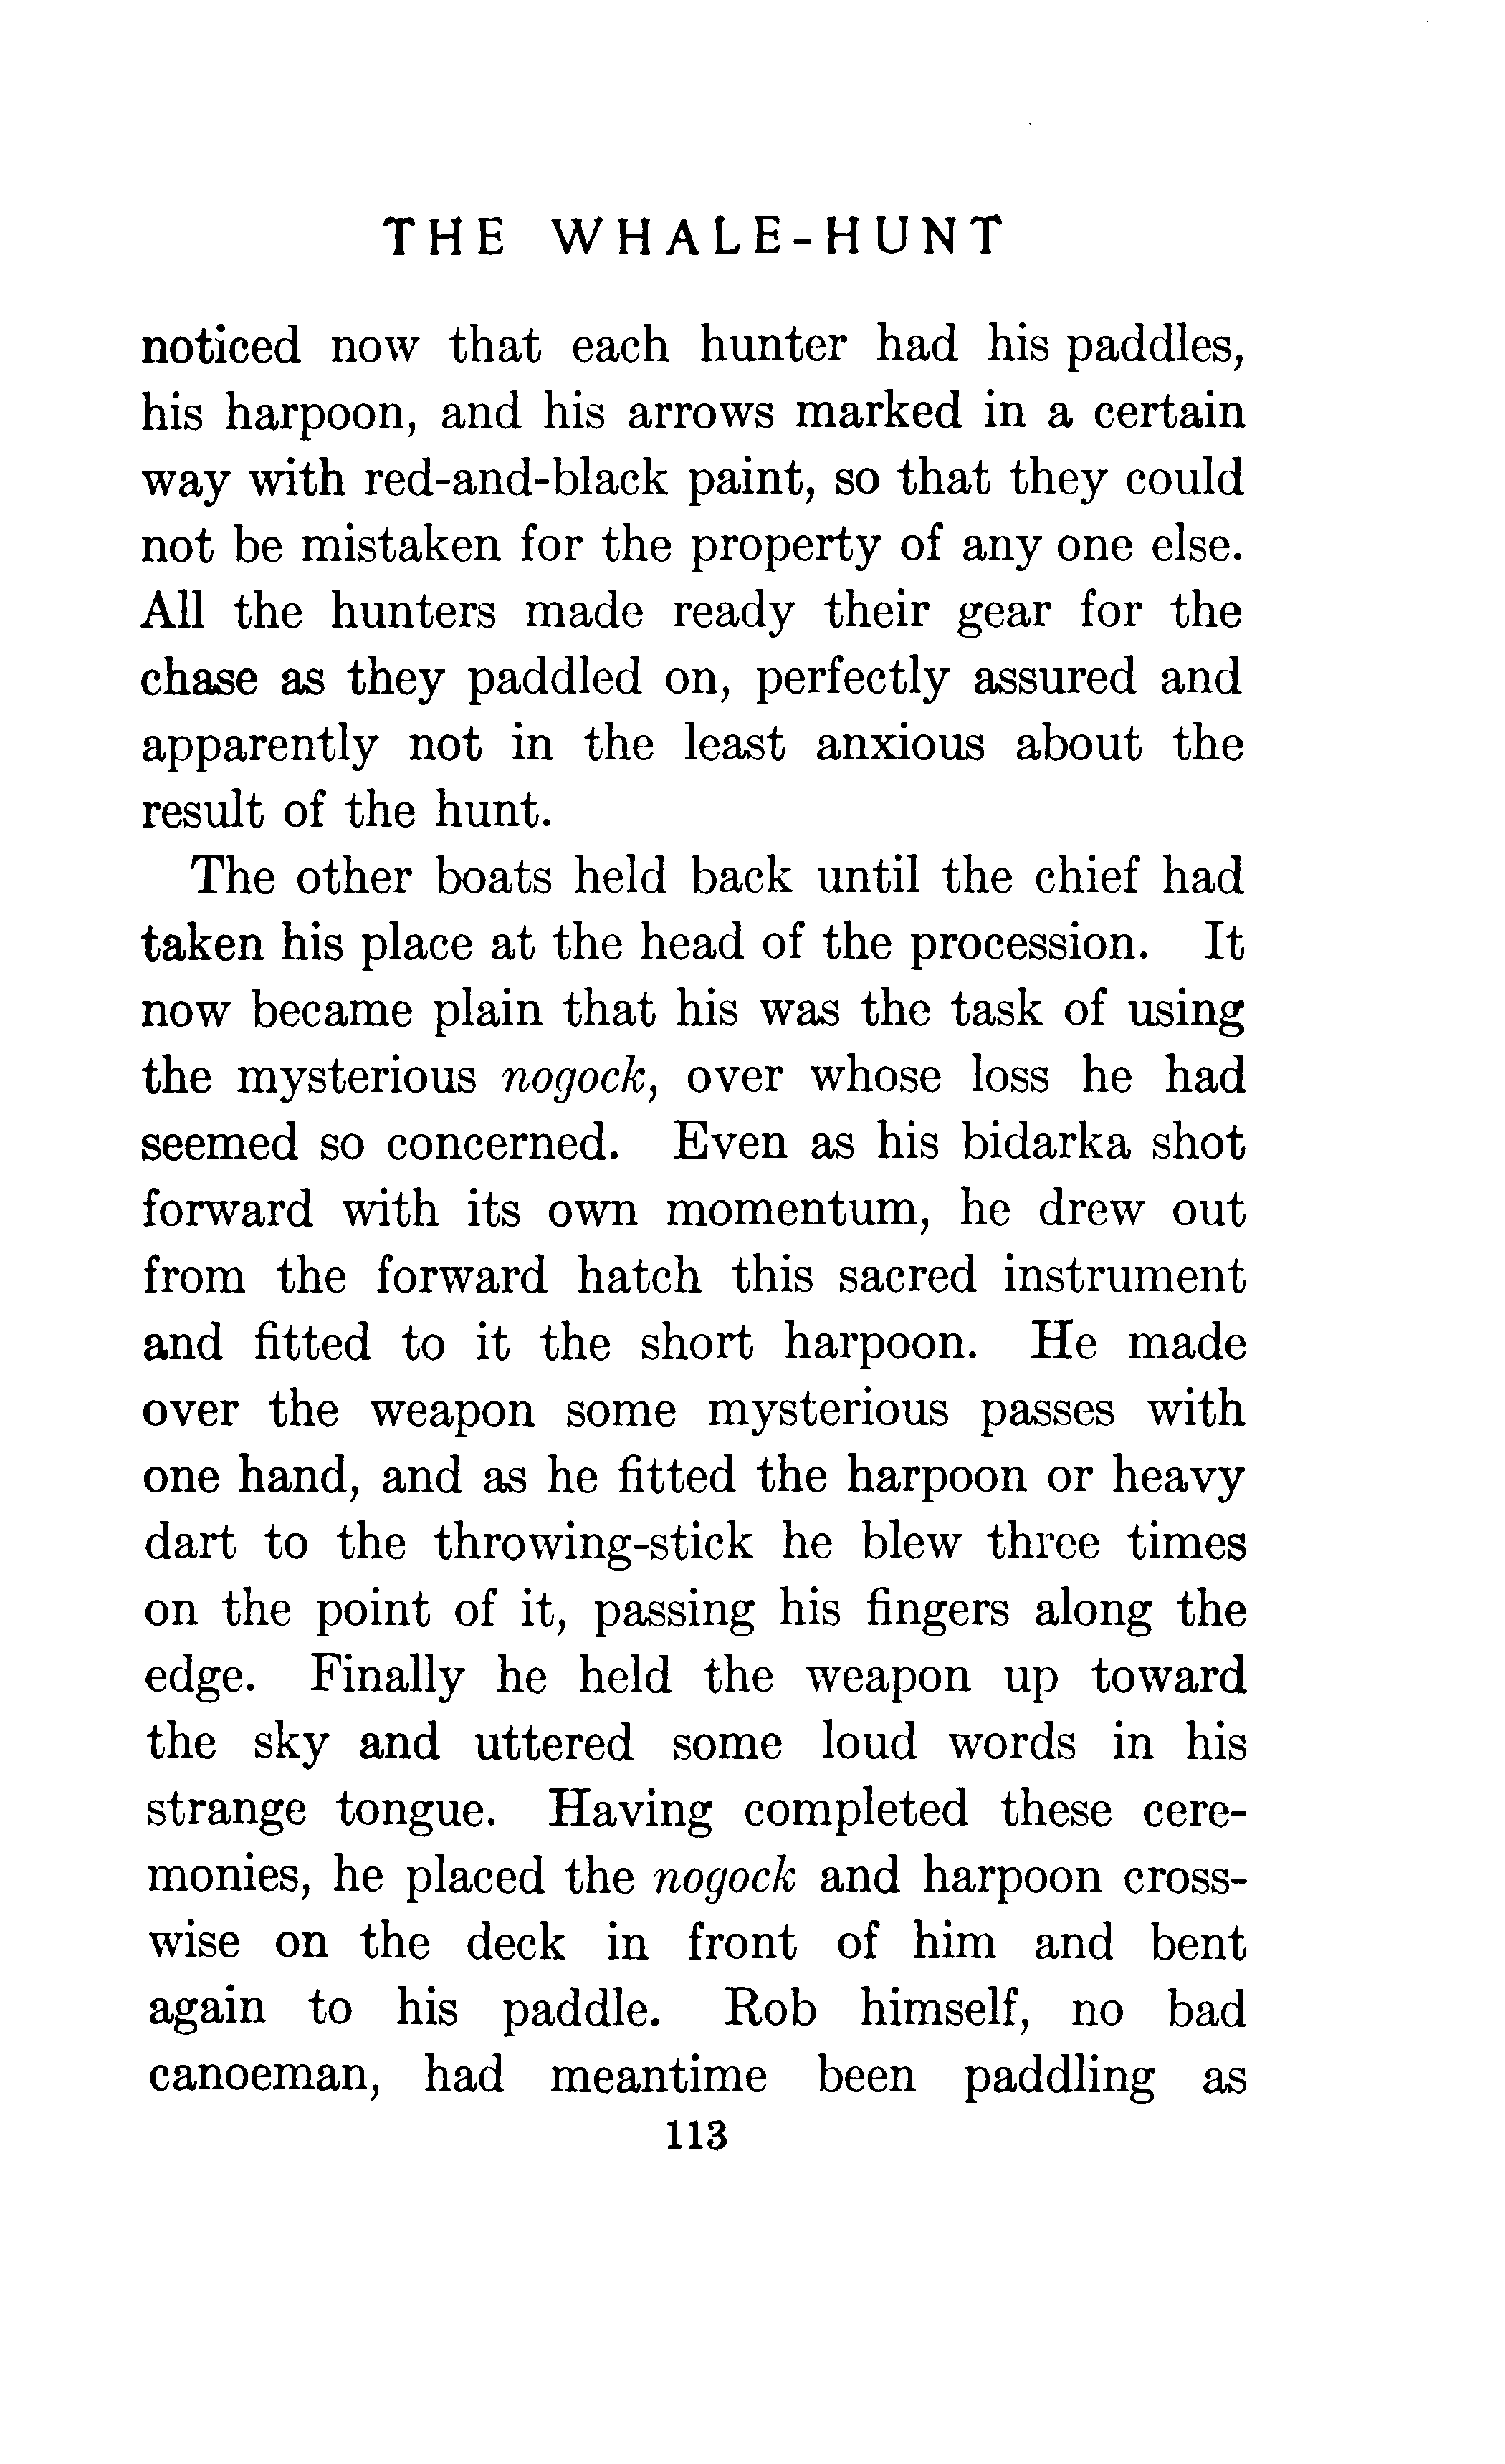 THE WHALE-HUNT
noticed now that each hunter had his paddles,
his harpoon, and his arrows marked in a certain
way with red-and-black paint, so that they could
not be mistaken for the property of any one else.
All the hunters made ready their gear for the
chase as they paddled on, perfectly assured and
apparently not in the least anxious about the
result of the hunt.
The other boats held back until the chief had
taken his place at the head of the procession. It
now became plain that his was the task of using
the mysterious nogock, over whose loss he had
seemed so concerned. Even as his bidarka shot
forward with its own momentum, he drew out
from the forward hatch this sacred instrument
and fitted to it the short harpoon. He made
over the weapon some mysterious passes with
one hand, and as he fitted the harpoon or heavy
dart to the throwing-stick he blew three times
on the point of it, passing his fingers along the
edge. Finally he held the weapon up toward
the sky and uttered some loud words in his
strange tongue. Having completed these cere-
monies, he placed the nogock and harpoon cross-
wise on the deck in front of him and bent
again to his paddle. Rob himself, no bad
canoeman, had meantime been paddling as
113